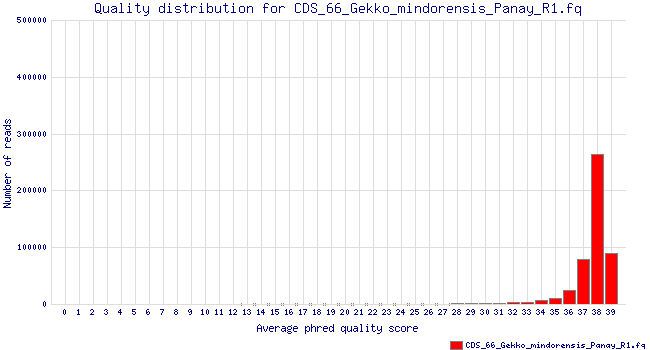 Quality distribution for CDS_66_Gekko_mindorensis_Panay_R1.fq
500000
400000
300000
200000
100000
0
Number of reads
0 1 2 3 4 5 6 7 8 9 10 11 12 13 14 15 16 17 18 19 20 21 22 23 24 25 26 27 28 29 30 31 32 33 34 35 36 37 38 39
Average phred quality score
CDS_66_Gekko_mindorensis_Panay_R1.fq